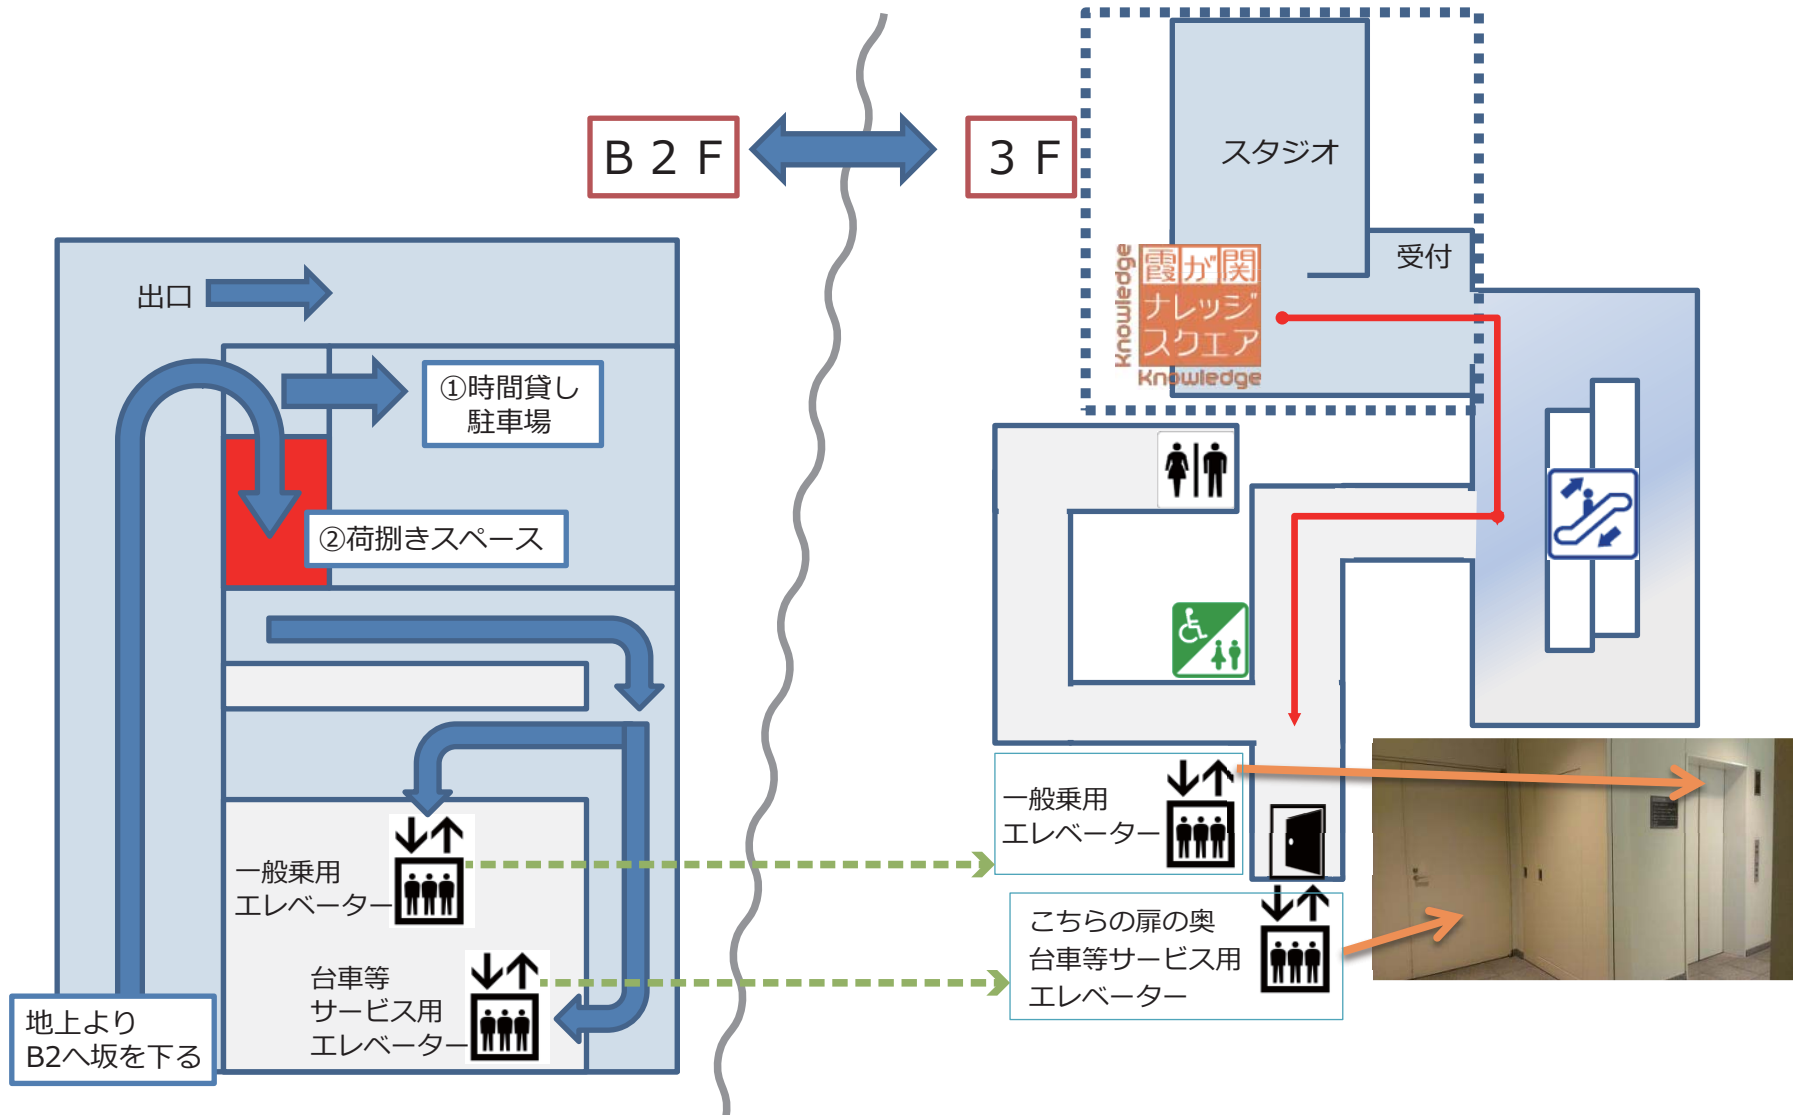 B2F
3F
スタジオ
受付
霞が関
ナレッジ
スクエア
Knowledge
Knowledge
出口
①時間貸し
駐車場
②荷捌きスペース
一般乗用
エレベーター
台車等
サービス用
エレベーター
地上より
B2へ坂を下る
一般乗用
エレベーター
こちらの扉の奥
台車等サービス用
エレベーター